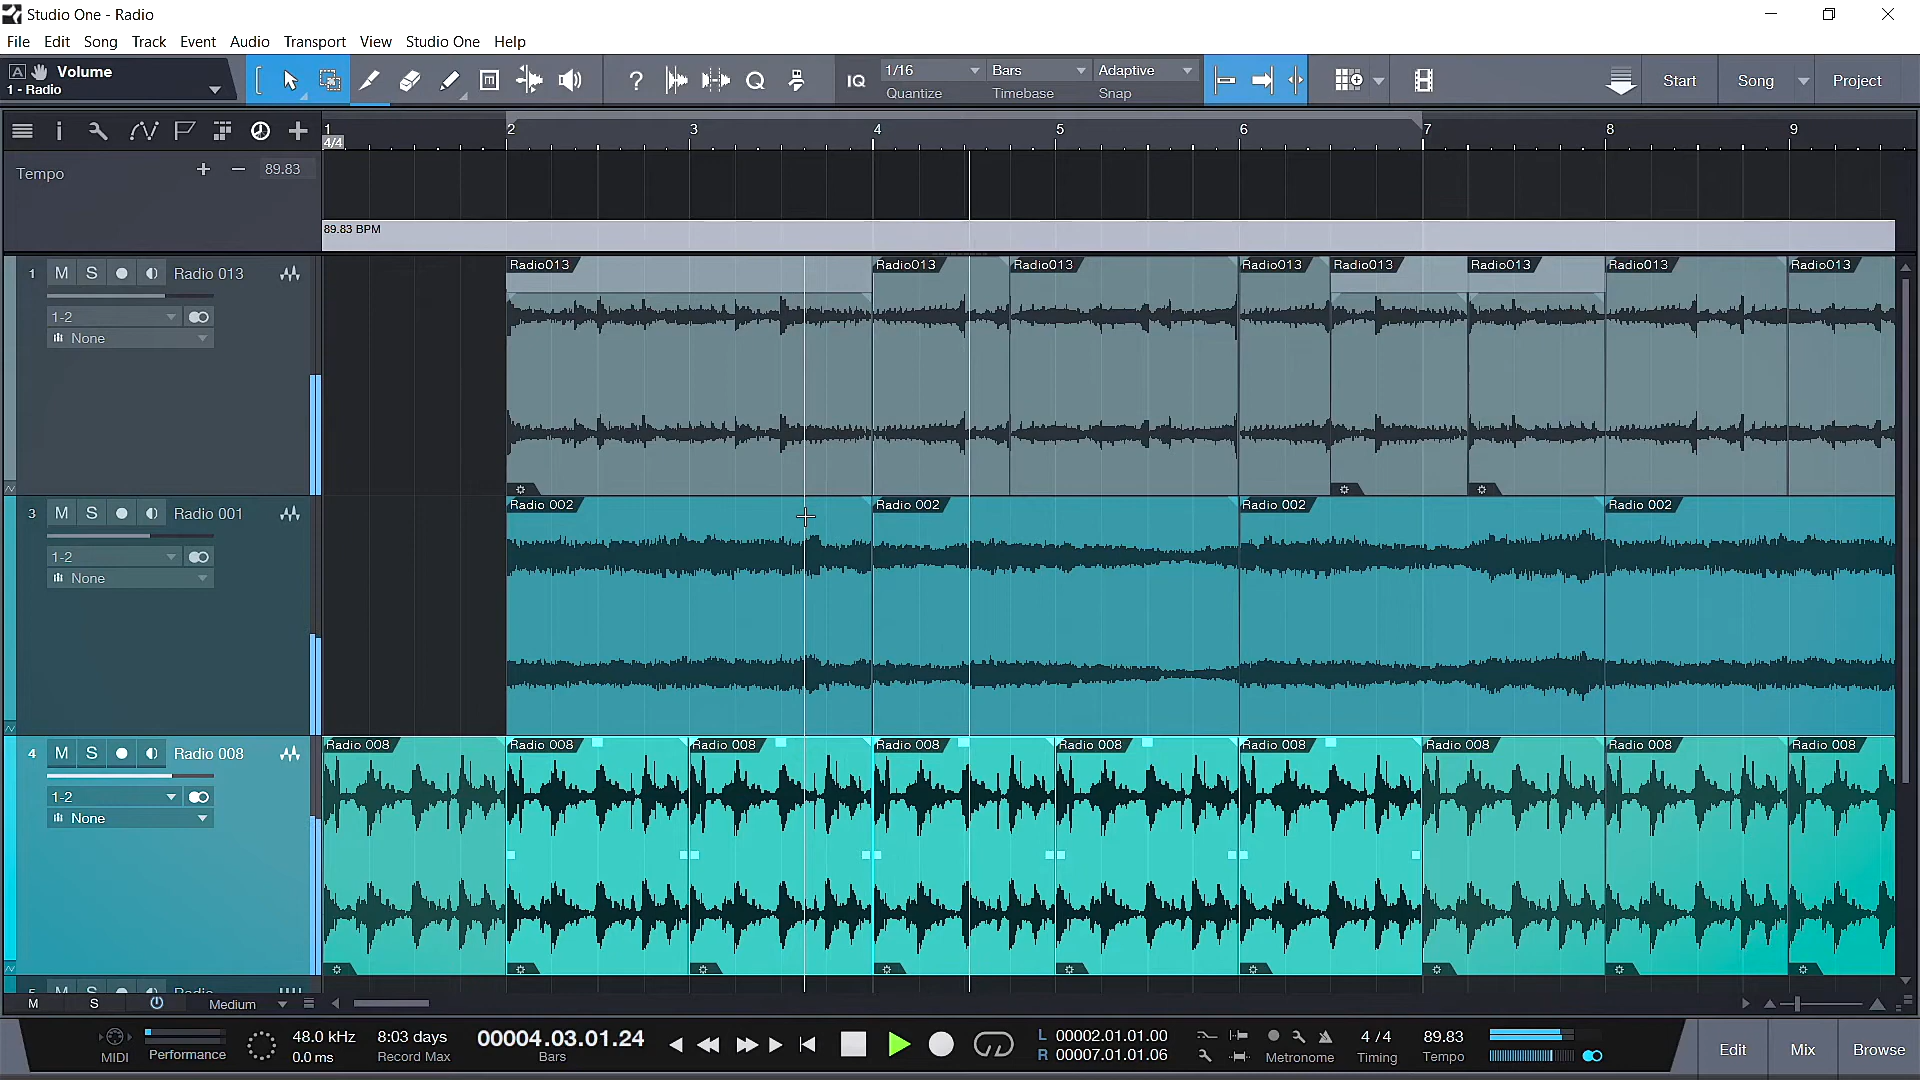 Studio One - Radio
File Edit Song Track Event Audio Transport View Studio One Help
A Volume
1 - Radio
? Q IQ 1/16 Bars Adaptive
Quantize Timebase Snap
Start Song Project
1 2 3 4 5 6 7 8 9
4/4
Tempo + − 89.83
89.83 BPM
1 M S Radio 013
1-2
None
Radio013 Radio013 Radio013 Radio013 Radio013 Radio013 Radio013 Radio013
3 M S Radio 001
1-2
None
Radio 002 Radio 002 Radio 002 Radio 002
4 M S Radio 008
1-2
None
Radio 008 Radio 008 Radio 008 Radio 008 Radio 008 Radio 008 Radio 008 Radio 008 Radio 008
5 M S Radio
M S Medium
MIDI Performance
48.0 kHz
0.0 ms
8:03 days
Record Max
00004.03.01.24
Bars
L 00002.01.01.00
R 00007.01.01.06
Metronome
4 / 4
Timing
89.83
Tempo
Edit Mix Browse